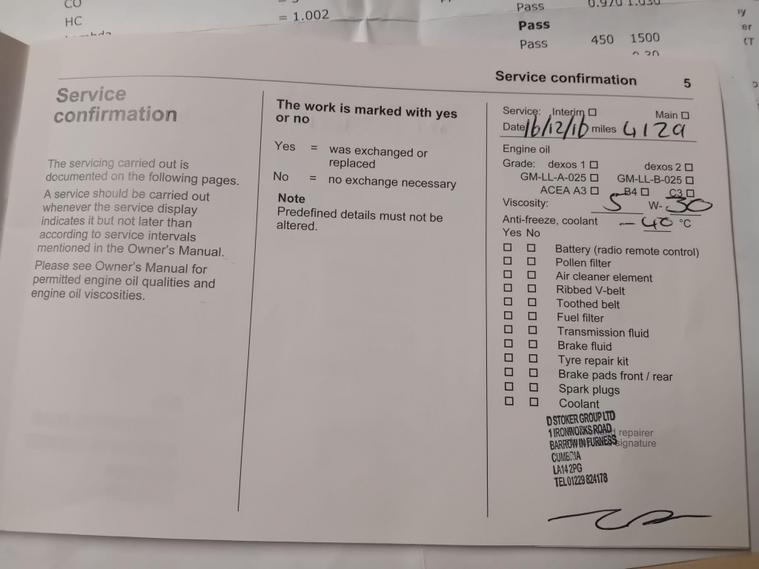 CO
HC
= 1.002
Pass
0.970 1.030
Pass
Pass 450 1500
Service confirmation 5
Service
confirmation
The servicing carried out is
documented on the following pages.
A service should be carried out
whenever the service display
indicates it but not later than
according to service intervals
mentioned in the Owner's Manual.
Please see Owner's Manual for
permitted engine oil qualities and
engine oil viscosities.
The work is marked with yes
or no
Yes = was exchanged or
replaced
No = no exchange necessary
Note
Predefined details must not be
altered.
Service: Interim ☐ Main ☐
Date 16/12/16 miles 4129
Engine oil
Grade: dexos 1 ☐ dexos 2 ☐
GM-LL-A-025 ☐ GM-LL-B-025 ☐
ACEA A3 ☐ B4 ☐ C3 ☐
Viscosity: 5 W- 30
Anti-freeze, coolant -40 °C
Yes No
☐ ☐ Battery (radio remote control)
☐ ☐ Pollen filter
☐ ☐ Air cleaner element
☐ ☐ Ribbed V-belt
☐ ☐ Toothed belt
☐ ☐ Fuel filter
☐ ☐ Transmission fluid
☐ ☐ Brake fluid
☐ ☐ Tyre repair kit
☐ ☐ Brake pads front / rear
☐ ☐ Spark plugs
☐ ☐ Coolant
D STOKER GROUP LTD
1 IRONWORKS ROAD repairer
BARROW IN FURNESS signature
CUMBRIA
LA14 2PG
TEL 01229 824178